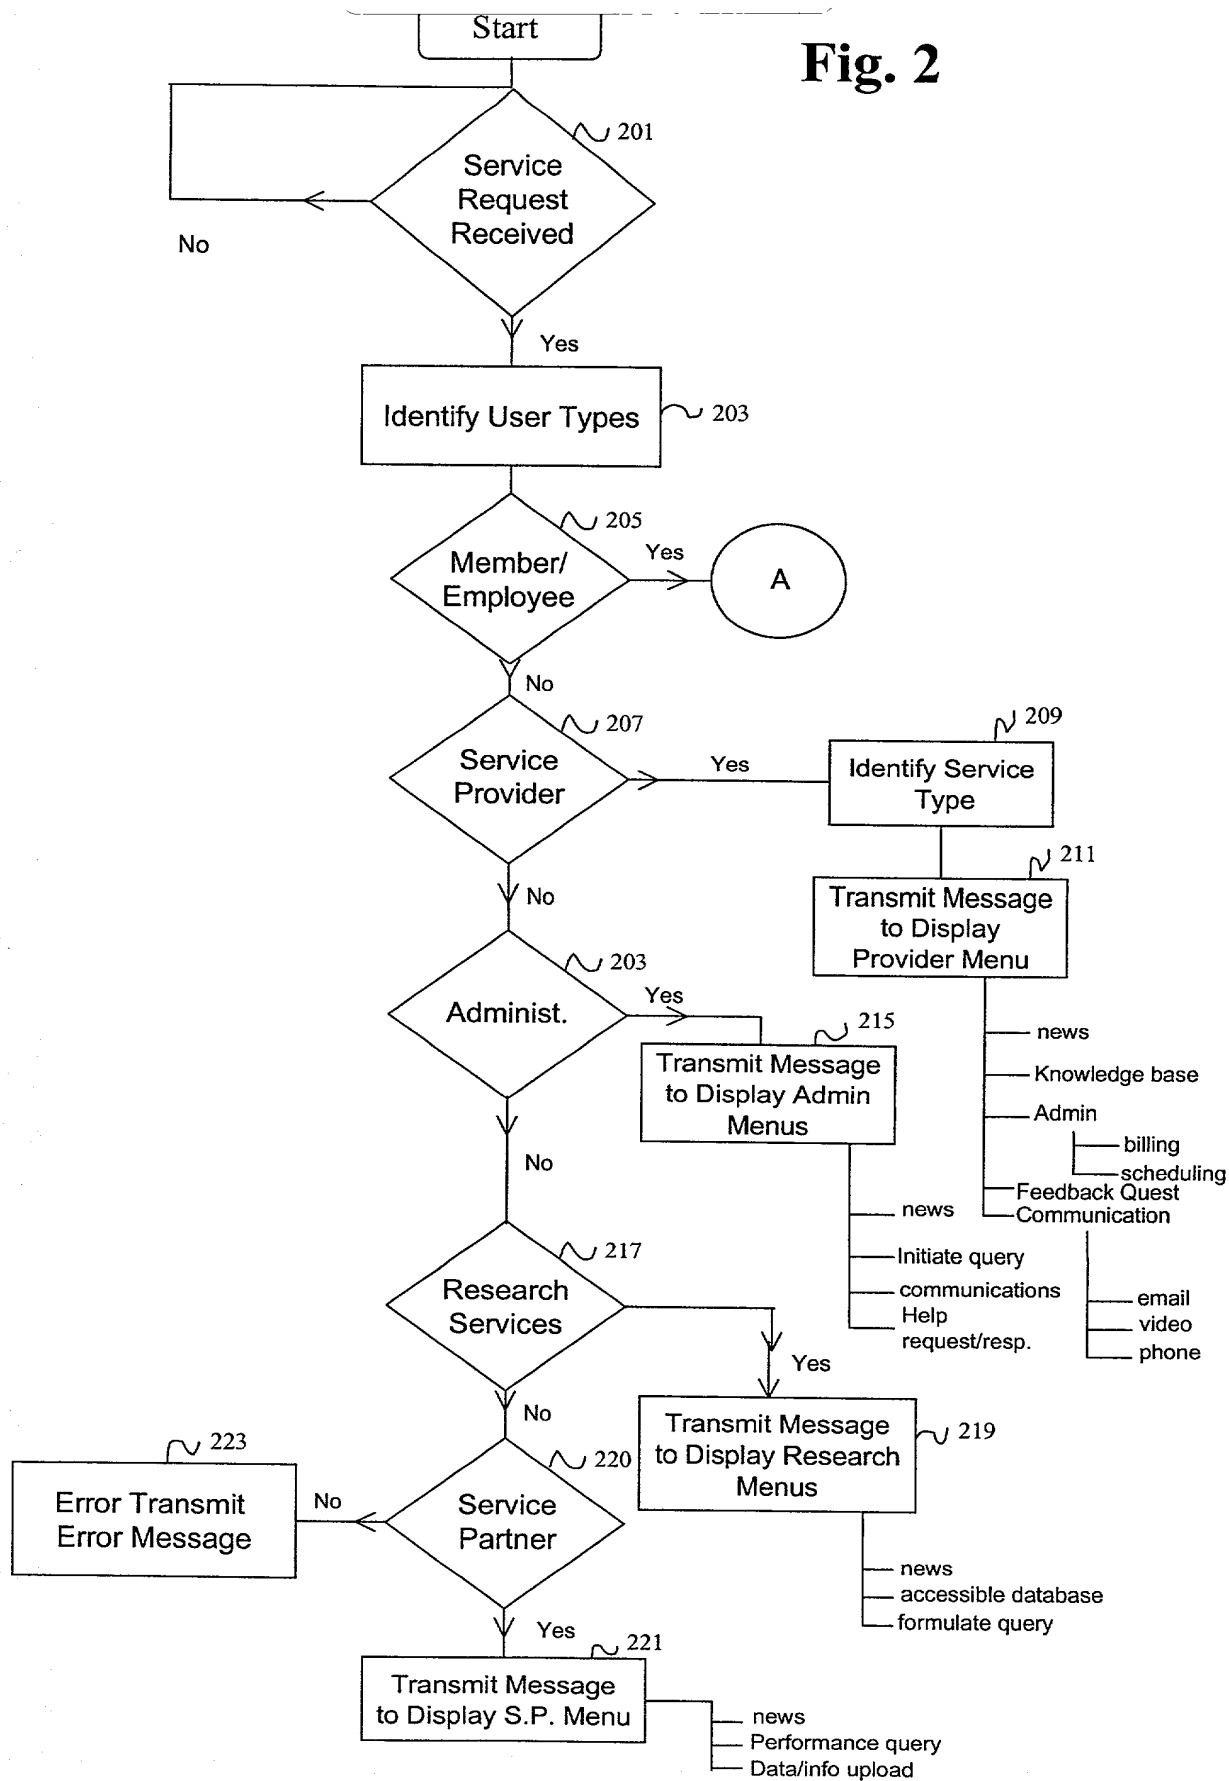 Start
Fig. 2
201
Service
Request
Received
No
Yes
Identify User Types
203
205
Member/
Employee
Yes
A
No
207
Service
Provider
Yes
209
Identify Service
Type
No
211
Transmit Message
to Display
Provider Menu
203
Administ.
Yes
215
Transmit Message
to Display Admin
Menus
news
Knowledge base
Admin
billing
scheduling
Feedback Quest
Communication
email
video
phone
No
news
Initiate query
communications
Help
request/resp.
217
Research
Services
Yes
No
Transmit Message
to Display Research
Menus
219
news
accessible database
formulate query
220
Service
Partner
No
223
Error Transmit
Error Message
Yes
221
Transmit Message
to Display S.P. Menu
news
Performance query
Data/info upload